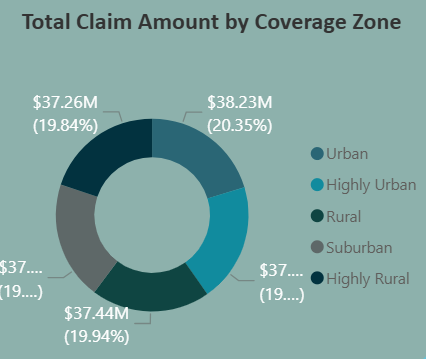 Total Claim Amount by Coverage Zone
$37.26M
(19.84%)
$38.23M
(20.35%)
Urban
Highly Urban
Rural
Suburban
Highly Rural
$37....
(19....)
$37....
(19....)
$37.44M
(19.94%)